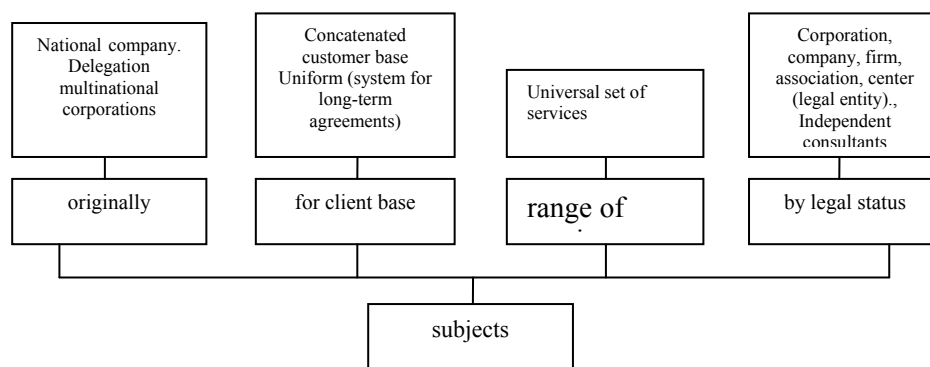 National company.
Delegation
multinational
corporations
Concatenated
customer base
Uniform (system for
long-term
agreements)
Universal set of
services
Corporation,
company, firm,
association, center
(legal entity).,
Independent
consultants
originally
for client base
range of
by legal status
subjects